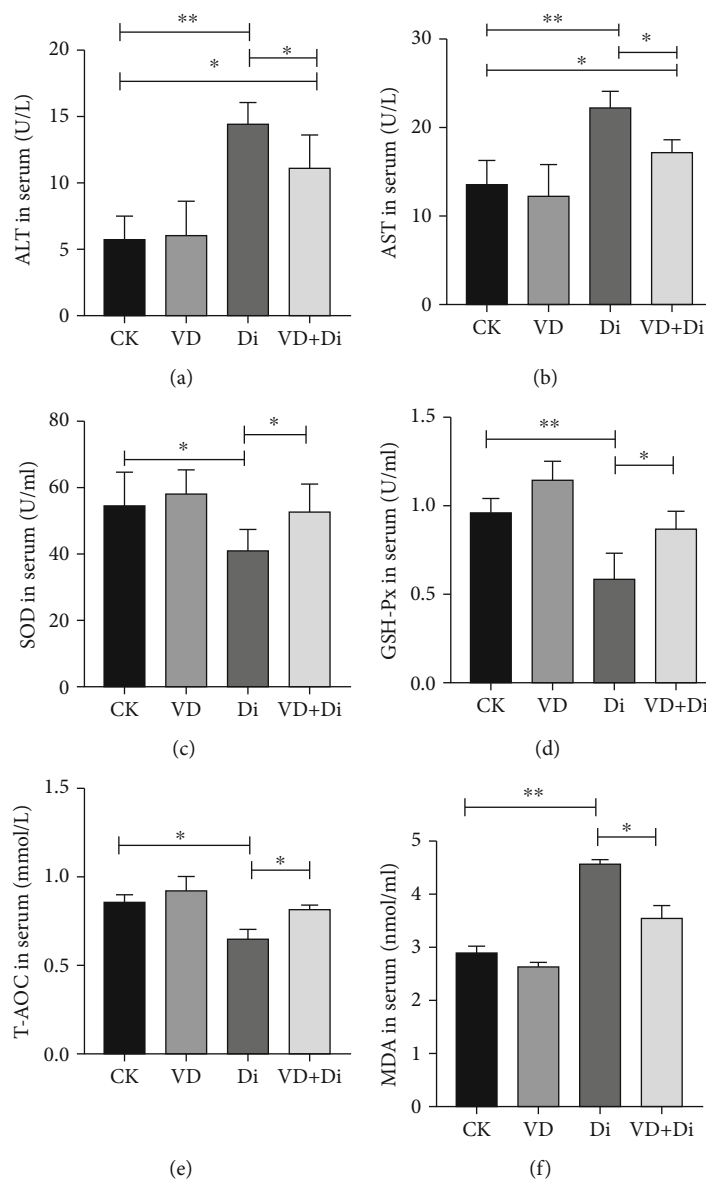 **
*
*
20
15
10
5
0
ALT in serum (U/L)
CK VD Di VD+Di
(a)
**
*
*
30
20
10
0
AST in serum (U/L)
CK VD Di VD+Di
(b)
*
*
80
60
40
20
0
SOD in serum (U/ml)
CK VD Di VD+Di
(c)
**
*
1.5
1.0
0.5
0.0
GSH-Px in serum (U/ml)
CK VD Di VD+Di
(d)
*
*
1.5
1.0
0.5
0.0
T-AOC in serum (mmol/L)
CK VD Di VD+Di
(e)
**
*
5
4
3
2
1
0
MDA in serum (nmol/ml)
CK VD Di VD+Di
(f)